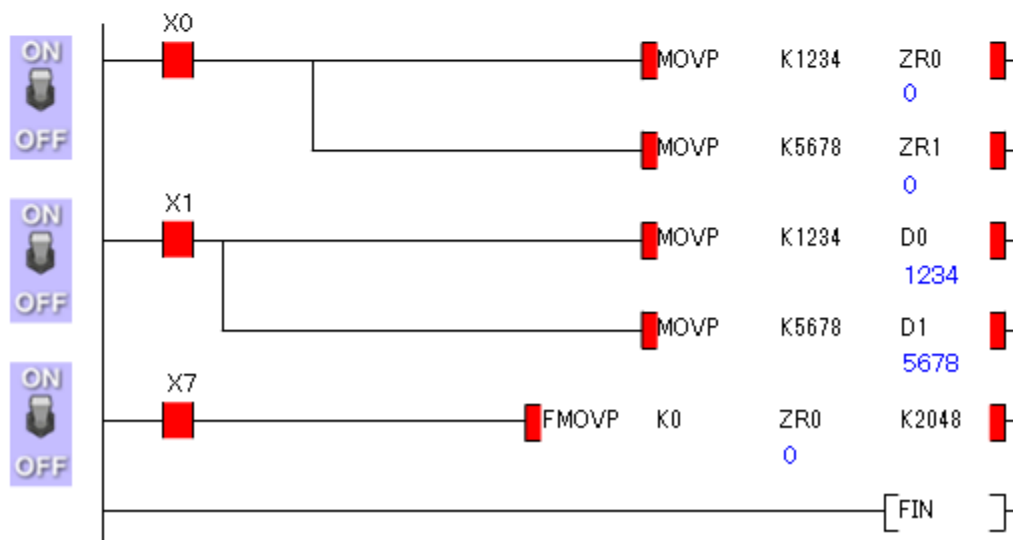 X0
ON
OFF
MOVP K1234 ZR0
0
MOVP K5678 ZR1
0
X1
ON
OFF
MOVP K1234 D0
1234
MOVP K5678 D1
5678
X7
ON
OFF
FMOVP K0 ZR0 K2048
0
FIN